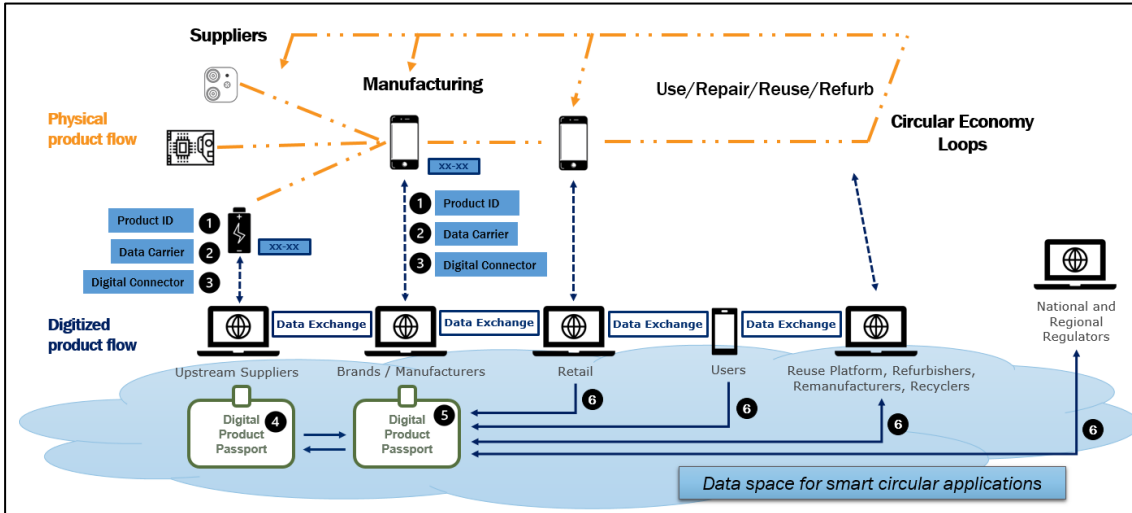 Suppliers
Manufacturing
Use/Repair/Reuse/Refurb
Physical
product flow
Circular Economy
Loops
xx-xx
Product ID
1
Data Carrier
2
Digital Connector
3
xx-xx
1
Product ID
2
Data Carrier
3
Digital Connector
Digitized
product flow
Data Exchange
Data Exchange
Data Exchange
Data Exchange
National and
Regional
Regulators
Upstream Suppliers
Brands / Manufacturers
Retail
Users
Reuse Platform, Refurbishers,
Remanufacturers, Recyclers
Digital
Product
Passport
4
Digital
Product
Passport
5
6
6
6
6
Data space for smart circular applications